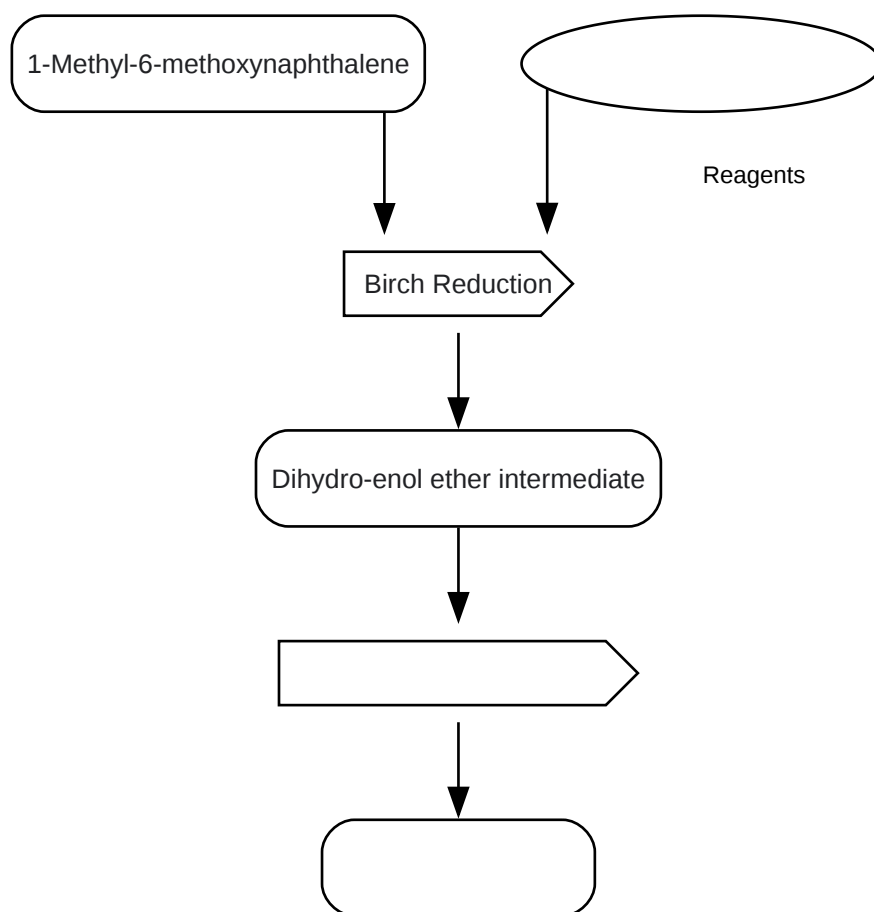 1-Methyl-6-methoxynaphthalene
Reagents
Birch Reduction
Dihydro-enol ether intermediate